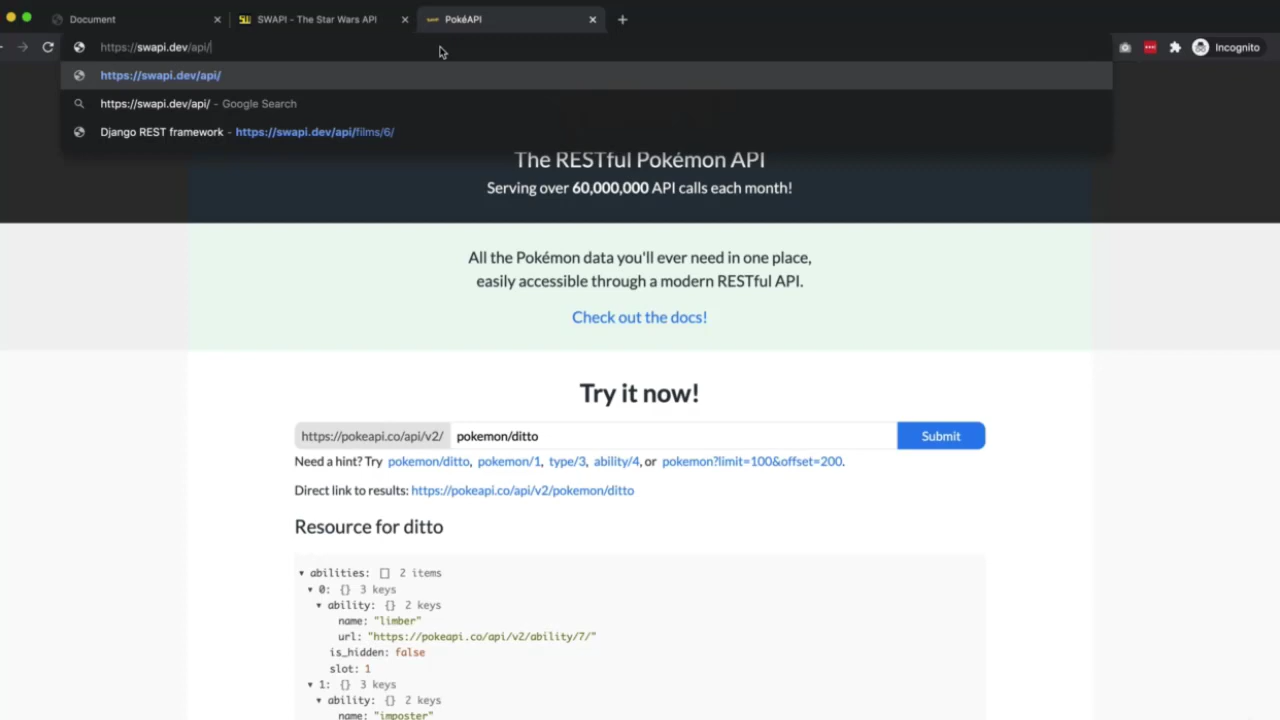 Document
SWAPI - The Star Wars API
PokéAPI
https://swapi.dev/api/
Incognito
https://swapi.dev/api/
https://swapi.dev/api/ - Google Search
Django REST framework - https://swapi.dev/api/films/6/
The RESTful Pokémon API
Serving over 60,000,000 API calls each month!
All the Pokémon data you'll ever need in one place,
easily accessible through a modern RESTful API.
Check out the docs!
Try it now!
https://pokeapi.co/api/v2/ pokemon/ditto Submit
Need a hint? Try pokemon/ditto, pokemon/1, type/3, ability/4, or pokemon?limit=100&offset=200.
Direct link to results: https://pokeapi.co/api/v2/pokemon/ditto
Resource for ditto
abilities: [] 2 items
0: {} 3 keys
ability: {} 2 keys
name: "limber"
url: "https://pokeapi.co/api/v2/ability/7/"
is_hidden: false
slot: 1
1: {} 3 keys
ability: {} 2 keys
name: "imposter"